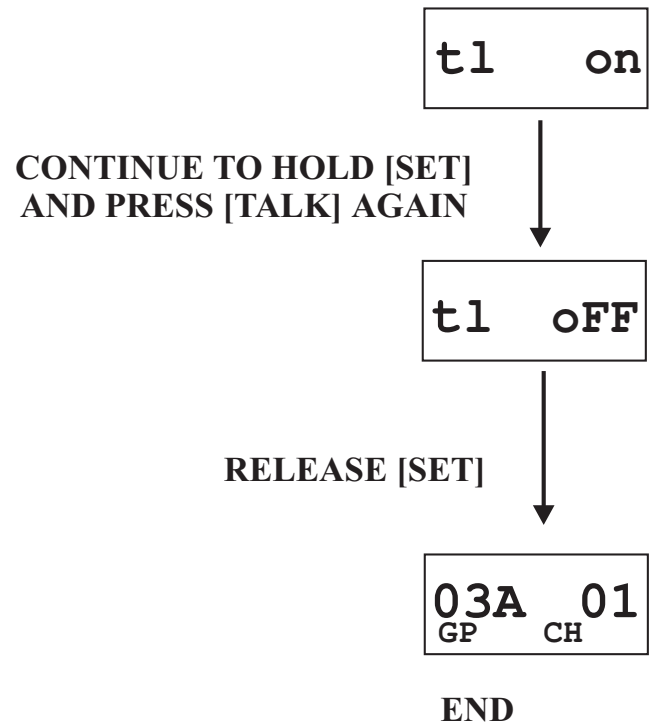 tl on
CONTINUE TO HOLD [SET]
AND PRESS [TALK] AGAIN
tl oFF
RELEASE [SET]
03A 01
GP CH
END